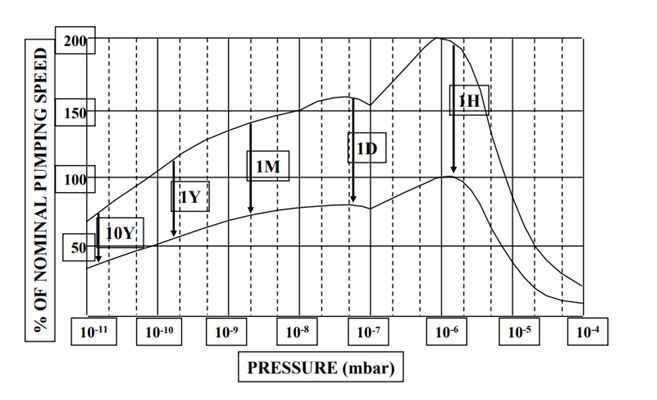 % OF NOMINAL PUMPING SPEED
200
150
100
50
10Y
1Y
1M
1D
1H
10⁻¹¹ 10⁻¹⁰ 10⁻⁹ 10⁻⁸ 10⁻⁷ 10⁻⁶ 10⁻⁵ 10⁻⁴
PRESSURE (mbar)